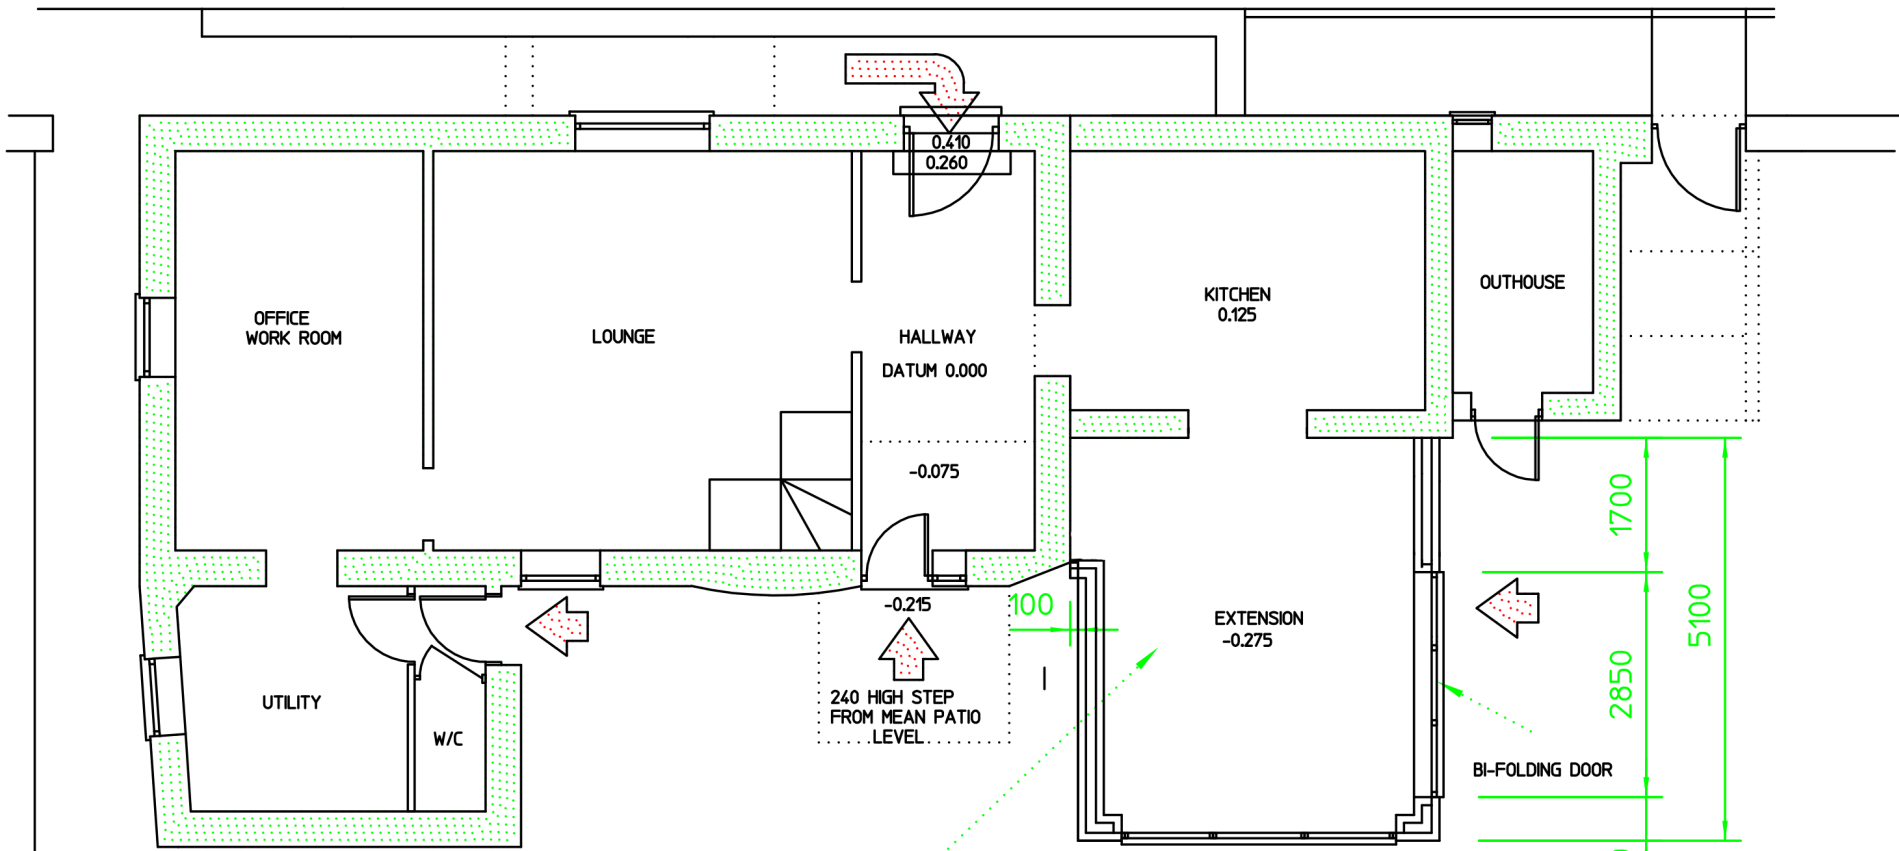 0.410
0.260
OFFICE
WORK ROOM
LOUNGE
HALLWAY
DATUM 0.000
KITCHEN
0.125
OUTHOUSE
-0.075
-0.215
240 HIGH STEP
FROM MEAN PATIO
LEVEL
100
EXTENSION
-0.275
1700
5100
2850
UTILITY
W/C
BI-FOLDING DOOR